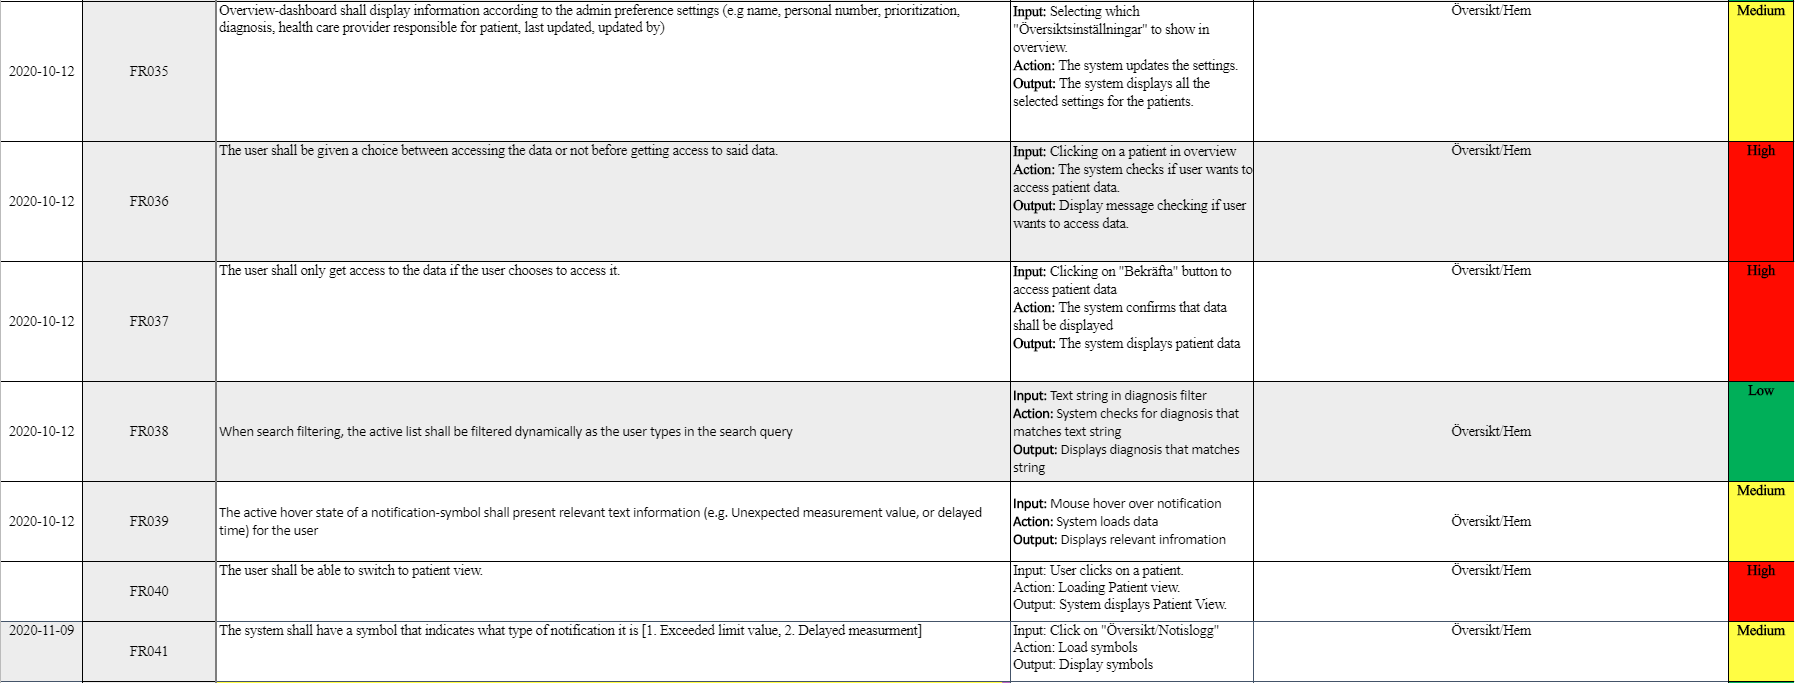 Overview-dashboard shall display information according to the admin preference settings (e.g name, personal number, prioritization,
diagnosis, health care provider responsible for patient, last updated, updated by)
Input: Selecting which
"Översiktsinställningar" to show in
overview.
Action: The system updates the settings.
Output: The system displays all the
selected settings for the patients.
Översikt/Hem
Medium
2020-10-12
FR035
The user shall be given a choice between accessing the data or not before getting access to said data.
Input: Clicking on a patient in overview
Action: The system checks if user wants to
access patient data.
Output: Display message checking if user
wants to access data.
Översikt/Hem
High
2020-10-12
FR036
The user shall only get access to the data if the user chooses to access it.
Input: Clicking on "Bekräfta" button to
access patient data
Action: The system confirms that data
shall be displayed
Output: The system displays patient data
Översikt/Hem
High
2020-10-12
FR037
2020-10-12
FR038
When search filtering, the active list shall be filtered dynamically as the user types in the search query
Input: Text string in diagnosis filter
Action: System checks for diagnosis that
matches text string
Output: Displays diagnosis that matches
string
Översikt/Hem
Low
2020-10-12
FR039
The active hover state of a notification-symbol shall present relevant text information (e.g. Unexpected measurement value, or delayed
time) for the user
Input: Mouse hover over notification
Action: System loads data
Output: Displays relevant infromation
Översikt/Hem
Medium
FR040
The user shall be able to switch to patient view.
Input: User clicks on a patient.
Action: Loading Patient view.
Output: System displays Patient View.
Översikt/Hem
High
2020-11-09
FR041
The system shall have a symbol that indicates what type of notification it is [1. Exceeded limit value, 2. Delayed measurment]
Input: Click on "Översikt/Notislogg"
Action: Load symbols
Output: Display symbols
Översikt/Hem
Medium